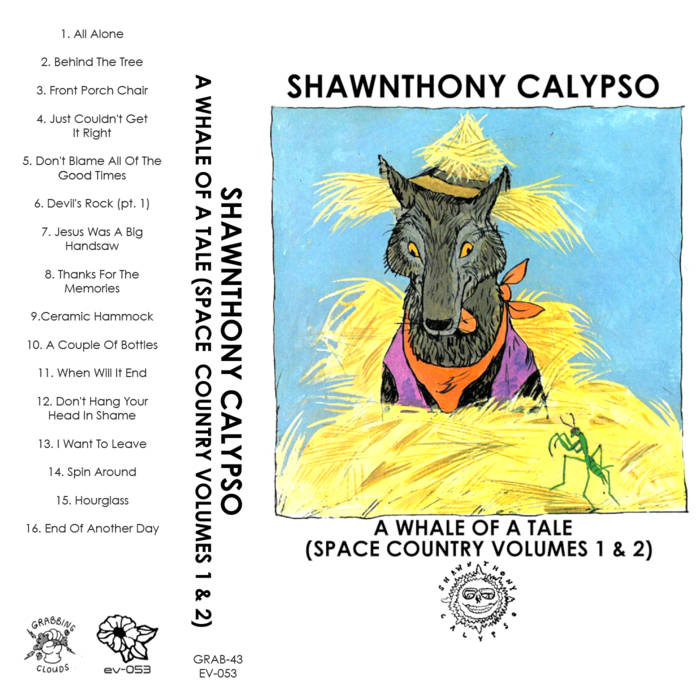 1. All Alone
2. Behind The Tree
3. Front Porch Chair
4. Just Couldn't Get
It Right
5. Don't Blame All Of The
Good Times
6. Devil's Rock (pt. 1)
7. Jesus Was A Big
Handsaw
8. Thanks For The
Memories
9.Ceramic Hammock
10. A Couple Of Bottles
11. When Will It End
12. Don't Hang Your
Head In Shame
13. I Want To Leave
14. Spin Around
15. Hourglass
16. End Of Another Day
GRABBING
CLOUDS
ev-053
SHAWNTHONY CALYPSO
A WHALE OF A TALE (SPACE COUNTRY VOLUMES 1 & 2)
GRAB-43
EV-053
SHAWNTHONY CALYPSO
A WHALE OF A TALE
(SPACE COUNTRY VOLUMES 1 & 2)
SHAWNTHONY
CALYPSO